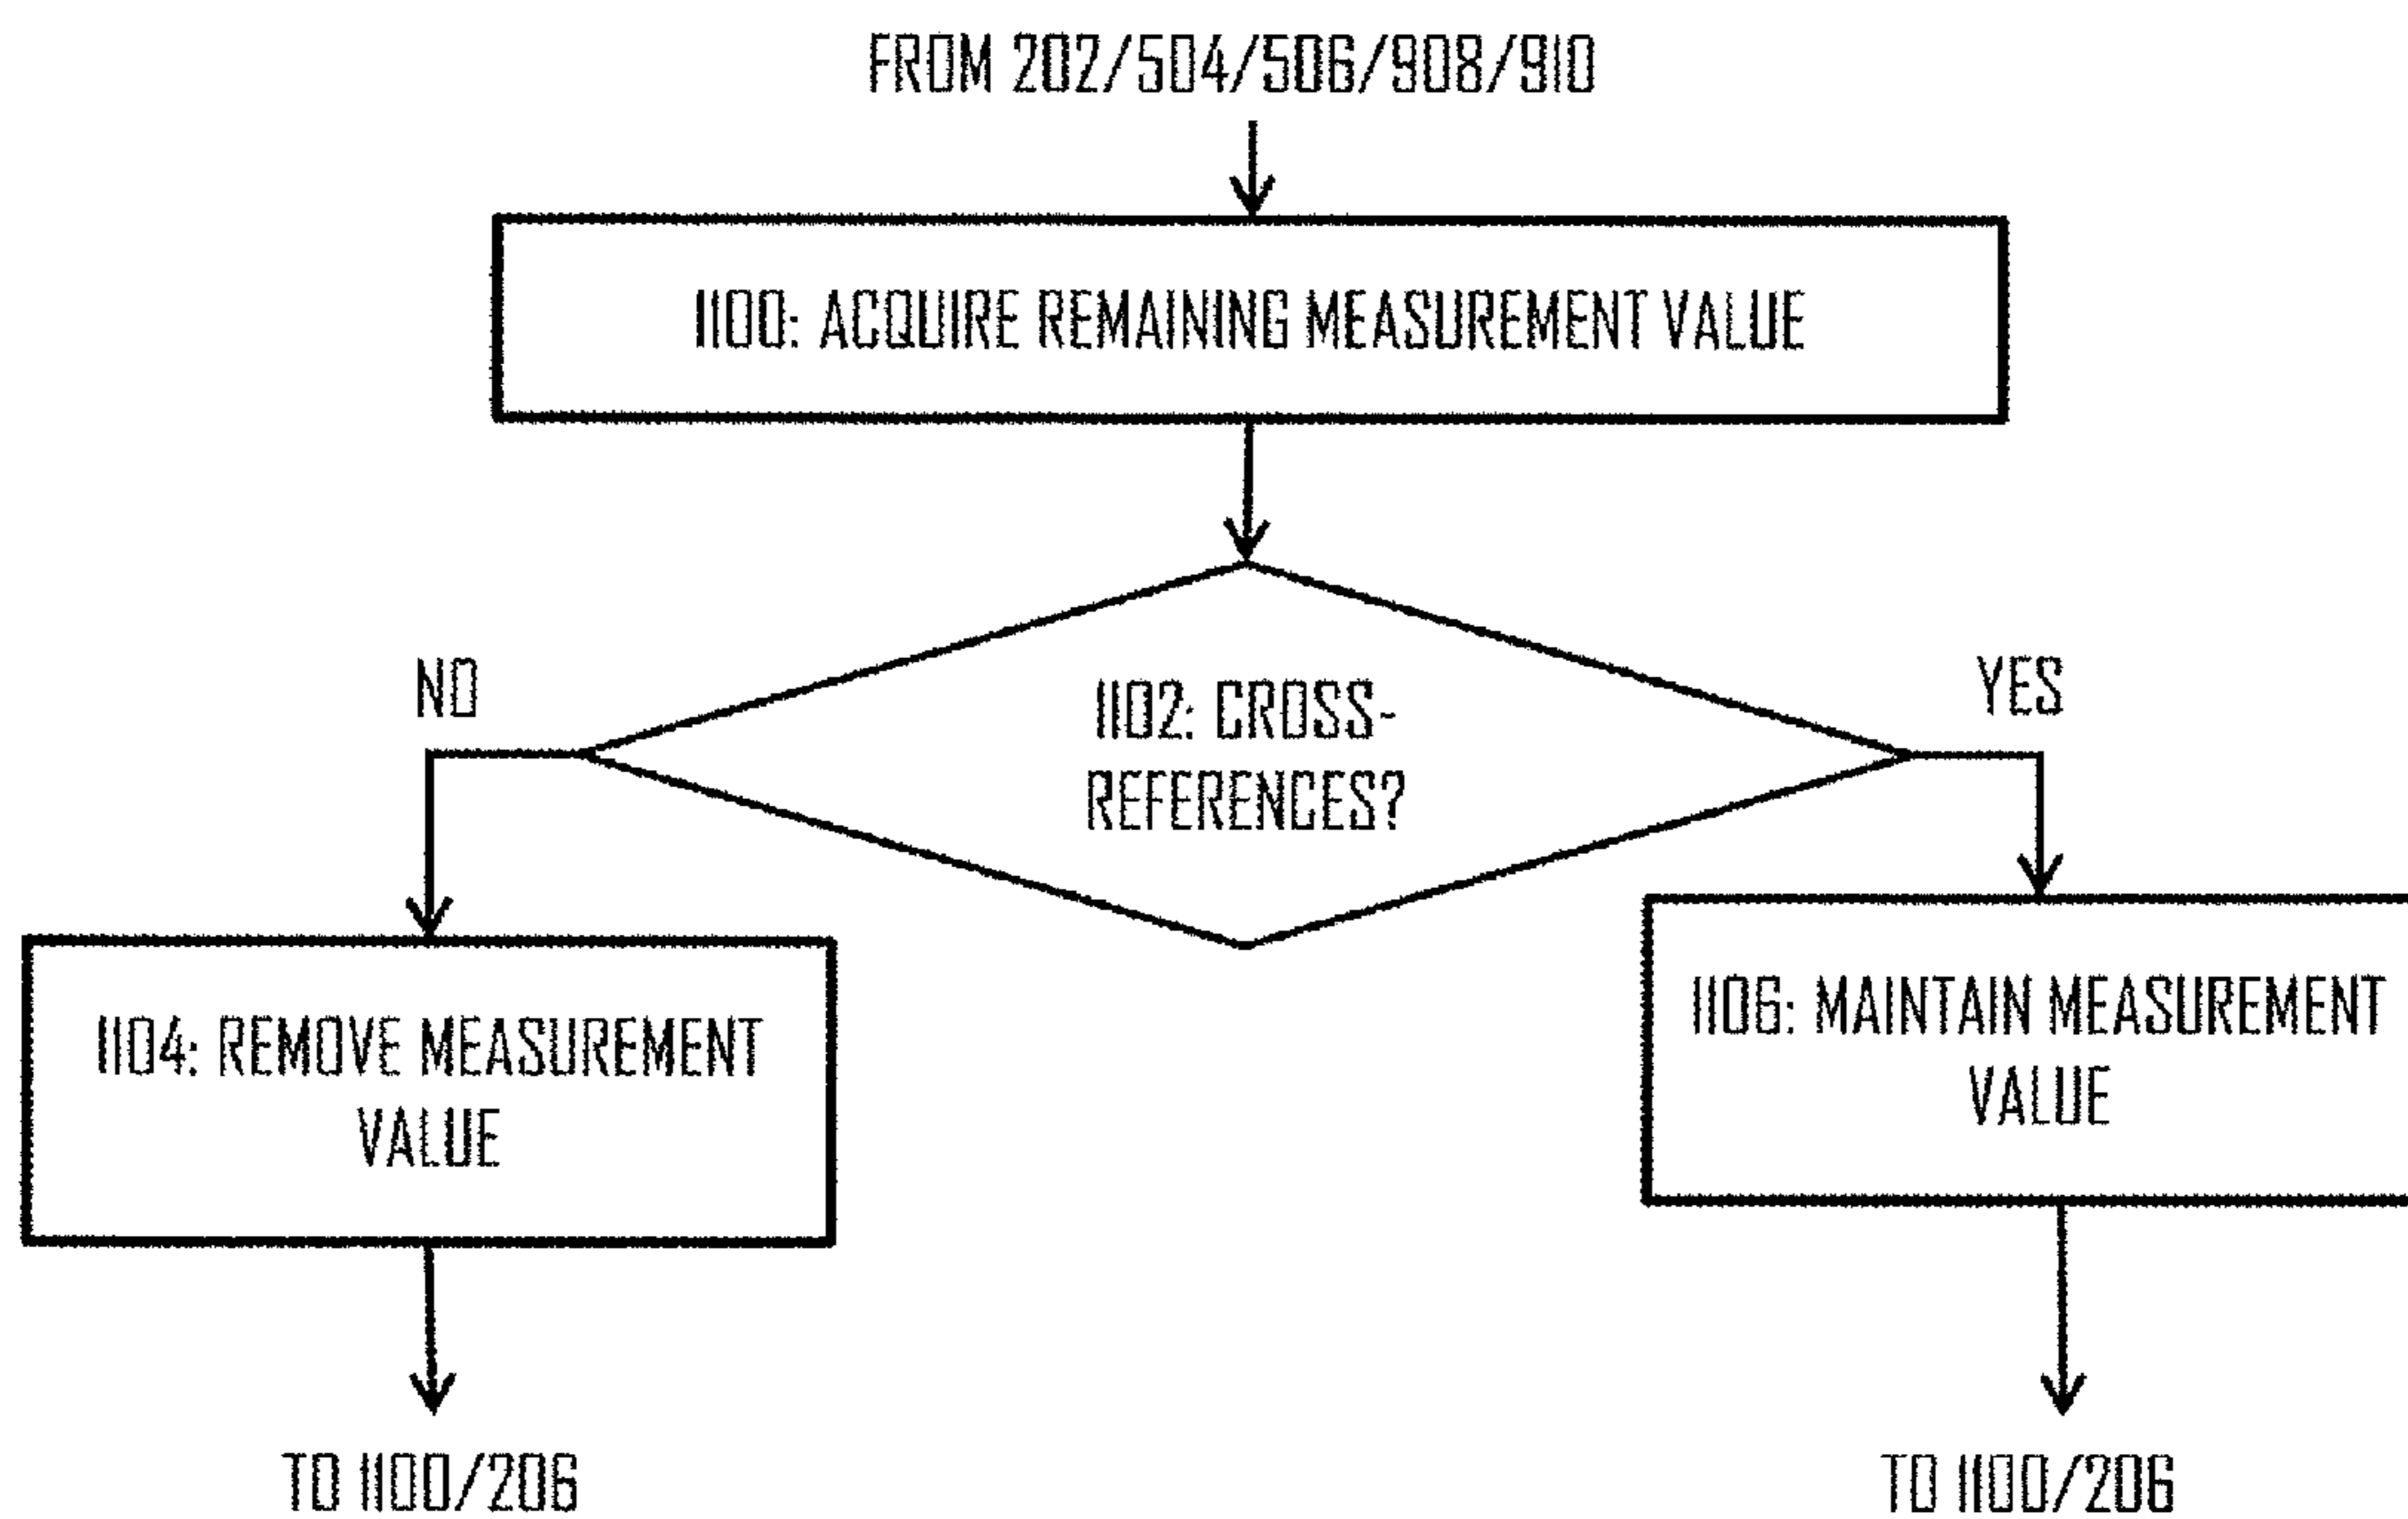 FROM 202/504/506/908/910
1100: ACQUIRE REMAINING MEASUREMENT VALUE
NO
YES
1102: CROSS-
REFERENCES?
1104: REMOVE MEASUREMENT
VALUE
1106: MAINTAIN MEASUREMENT
VALUE
TO 1100/206
TO 1100/206